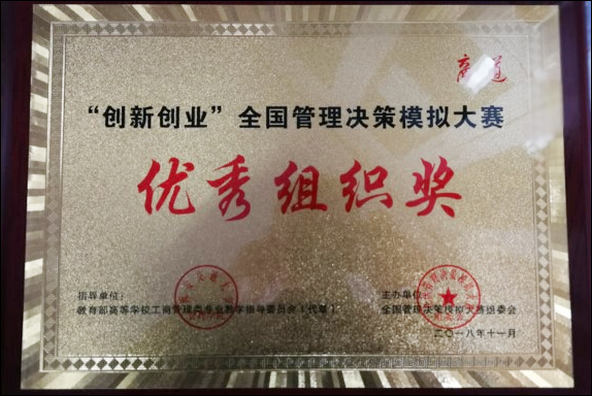 商道
“创新创业”全国管理决策模拟大赛
优秀组织奖
指导单位：
教育部高等学校工商管理类专业教学指导委员会（代章）
主办单位：
全国管理决策模拟大赛组委会
二〇一八年十一月